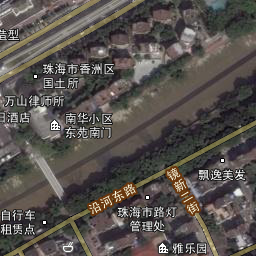 造型
珠海市香洲区
国土所
万山律师所
日酒店
南华小区
东苑南门
镜新二街
飘逸美发
沿河东路
珠海市路灯
管理处
自行车
租赁点
雅乐园